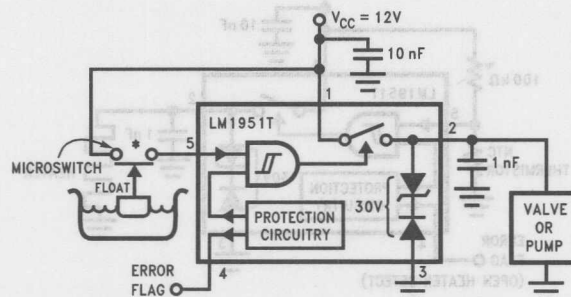 VCC = 12V
10 nF
1
LM1951T
2
*
5
MICROSWITCH
1 nF
FLOAT
30V
PROTECTION
CIRCUITRY
VALVE
OR
PUMP
4
3
ERROR
FLAG